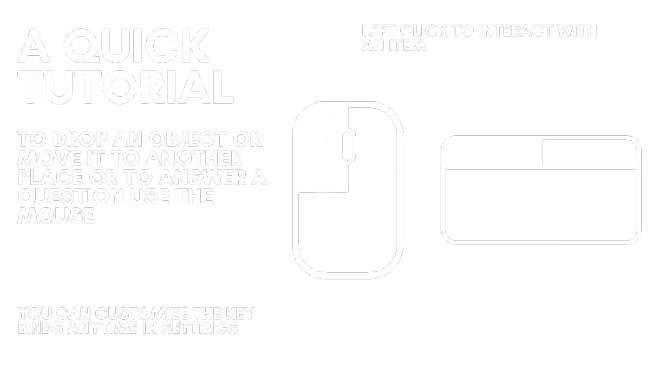 A QUICK
TUTORIAL
LEFT CLICK TO INTERACT WITH
AN ITEM
TO DROP AN OBJECT OR
MOVE IT TO ANOTHER
PLACE OR TO ANSWER A
QUESTION USE THE
MOUSE
YOU CAN CUSTOMIZE THE KEY
BINDS ANYTIME IN SETTINGS